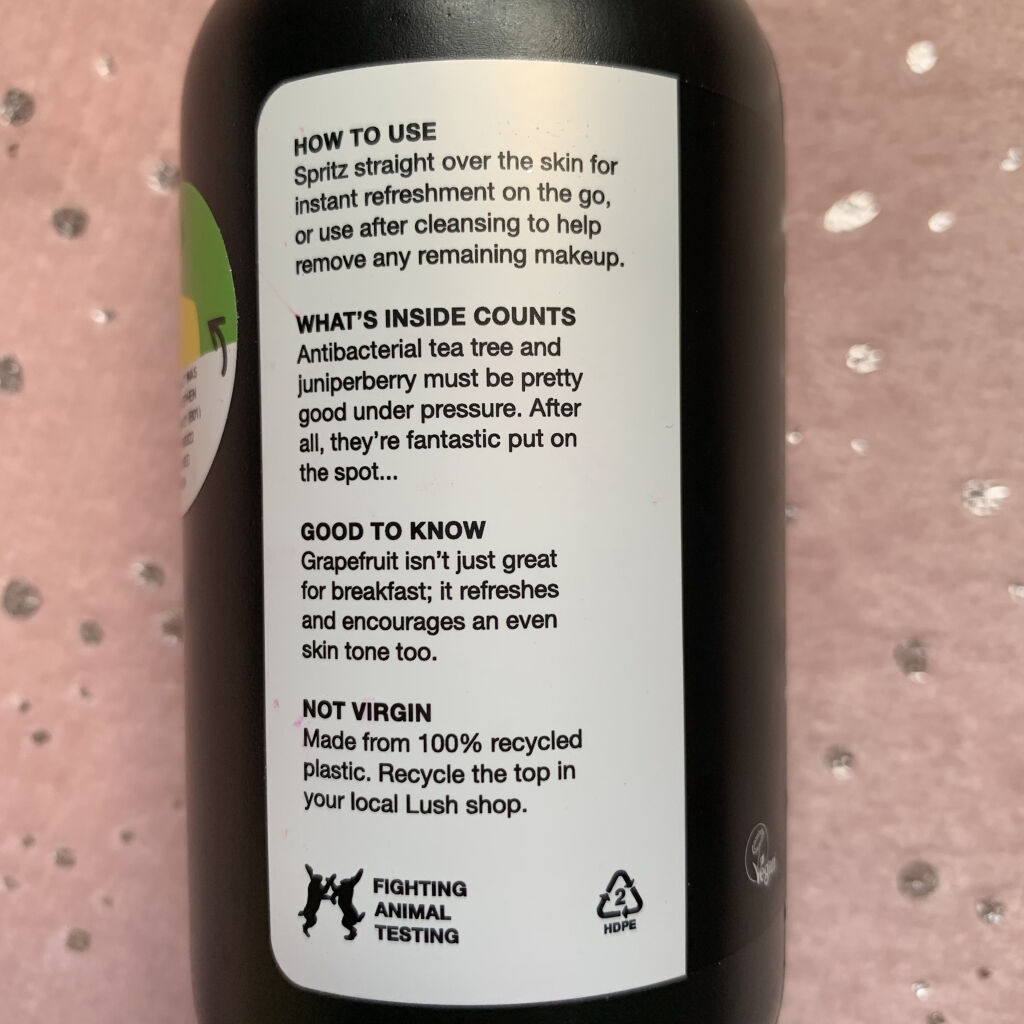 HOW TO USE
Spritz straight over the skin for
instant refreshment on the go,
or use after cleansing to help
remove any remaining makeup.
WHAT'S INSIDE COUNTS
Antibacterial tea tree and
juniperberry must be pretty
good under pressure. After
all, they're fantastic put on
the spot...
GOOD TO KNOW
Grapefruit isn't just great
for breakfast; it refreshes
and encourages an even
skin tone too.
NOT VIRGIN
Made from 100% recycled
plastic. Recycle the top in
your local Lush shop.
FIGHTING
ANIMAL
TESTING
2
HDPE
Vegan